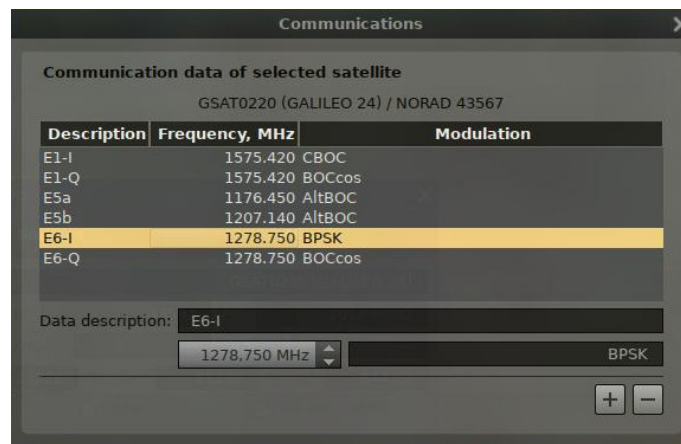 Communications
Communication data of selected satellite
GSAT0220 (GALILEO 24) / NORAD 43567
Description Frequency, MHz Modulation
E1-I 1575.420 CBOC
E1-Q 1575.420 BOCcos
E5a 1176.450 AltBOC
E5b 1207.140 AltBOC
E6-I 1278.750 BPSK
E6-Q 1278.750 BOCcos
Data description: E6-I
1278,750 MHz BPSK